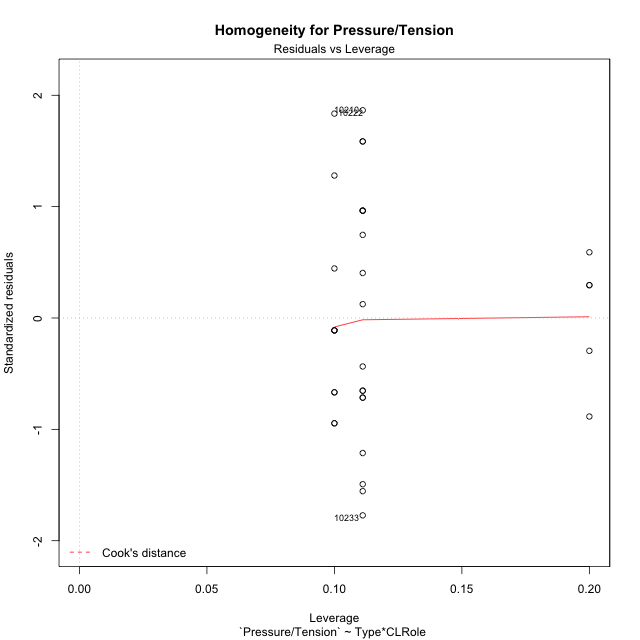 Homogeneity for Pressure/Tension
Residuals vs Leverage
Standardized residuals
2
1
0
-1
-2
10222
10233
Cook's distance
0.00
0.05
0.10
0.15
0.20
Leverage
`Pressure/Tension` ~ Type*CLRole